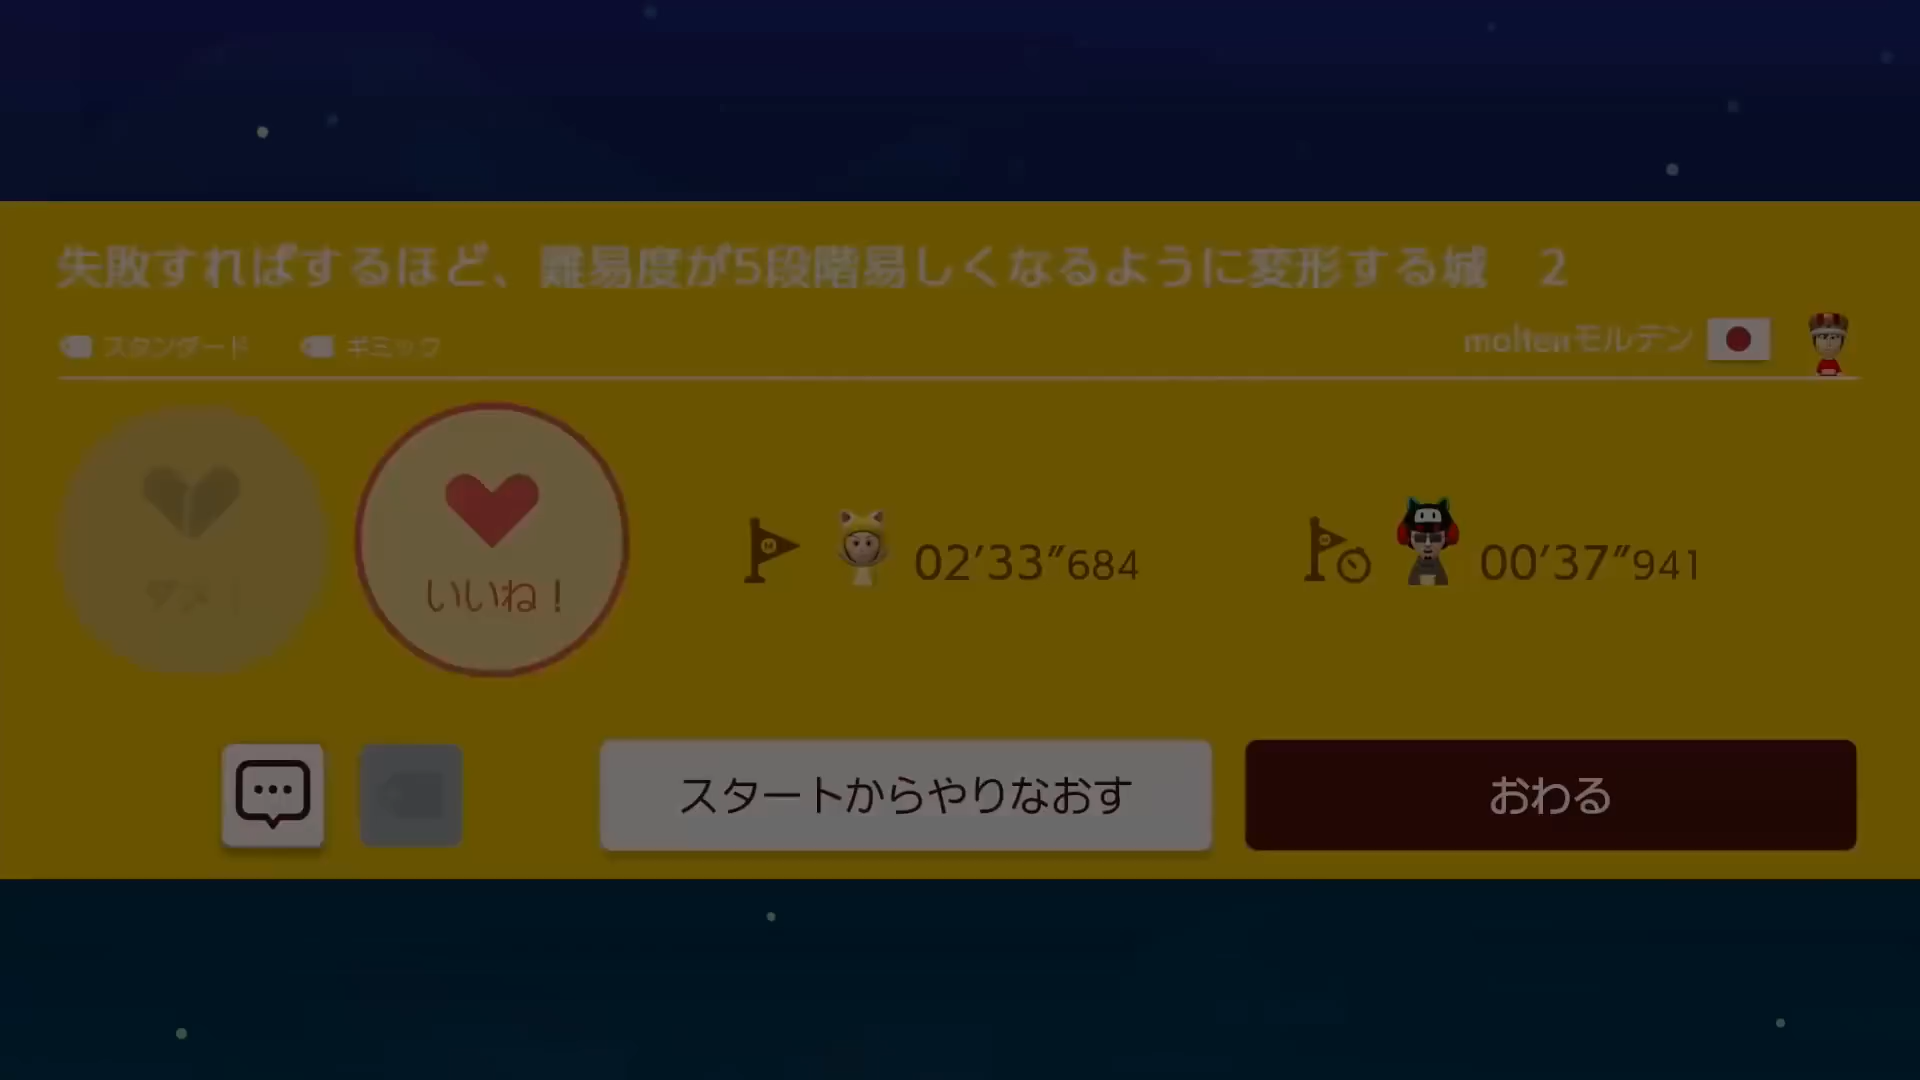 失敗すればするほど、難易度が5段階易しくなるように変形する城　2
スタンダード　ギミック
moltenモルデン
ダメ！
いいね！
02′33″684
00′37″941
スタートからやりなおす
おわる